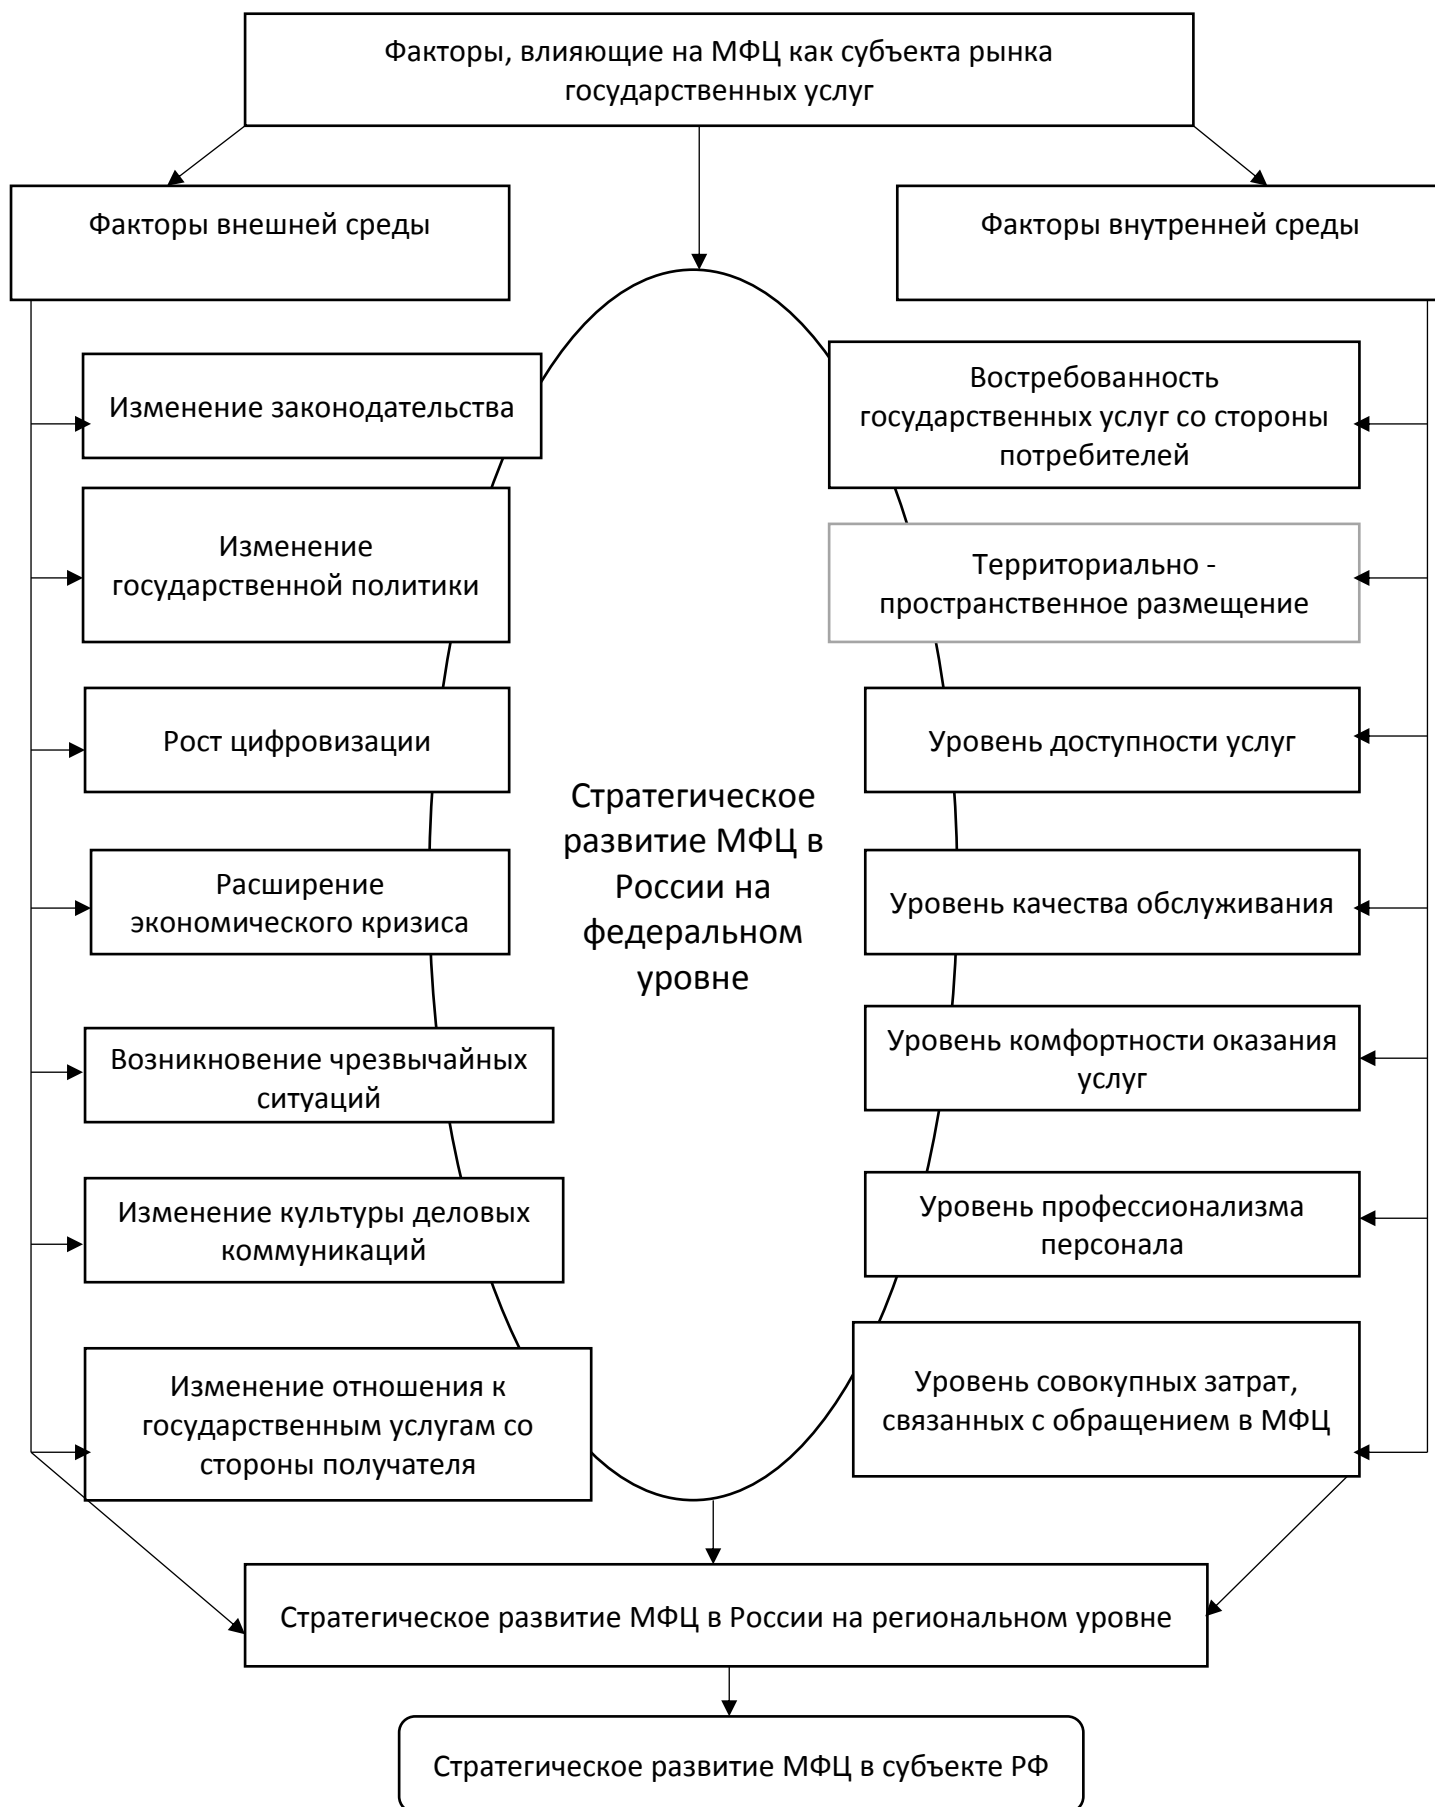 Факторы, влияющие на МФЦ как субъекта рынка
государственных услуг
Факторы внешней среды
Факторы внутренней среды
Изменение законодательства
Изменение
государственной политики
Рост цифровизации
Расширение
экономического кризиса
Возникновение чрезвычайных
ситуаций
Изменение культуры деловых
коммуникаций
Изменение отношения к
государственным услугам со
стороны получателя
Стратегическое
развитие МФЦ в
России на
федеральном
уровне
Востребованность
государственных услуг со стороны
потребителей
Территориально -
пространственное размещение
Уровень доступности услуг
Уровень качества обслуживания
Уровень комфортности оказания
услуг
Уровень профессионализма
персонала
Уровень совокупных затрат,
связанных с обращением в МФЦ
Стратегическое развитие МФЦ в России на региональном уровне
Стратегическое развитие МФЦ в субъекте РФ